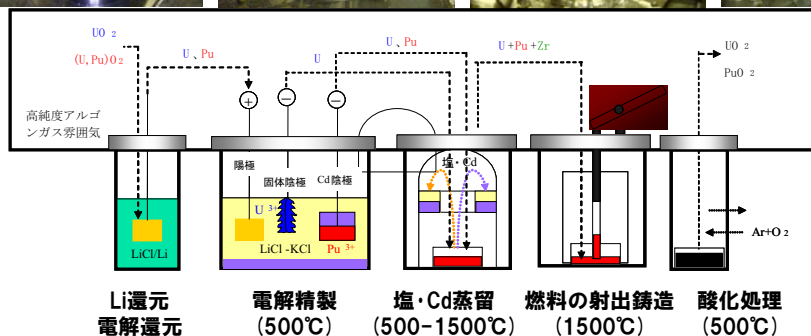 UO 2
(U,Pu)O2
U、Pu
U
U、Pu
U+Pu+Zr
UO 2
PuO 2
高純度アルゴ
ンガス雰囲気
+
−
−
陽極
固体陰極
Cd陰極
塩・Cd
U 3+
LiCl/Li
LiCl -KCl
Pu 3+
Ar+O 2
Li還元
電解還元
電解精製
(500℃)
塩・Cd蒸留
(500-1500℃)
燃料の射出鋳造
(1500℃)
酸化処理
(500℃)